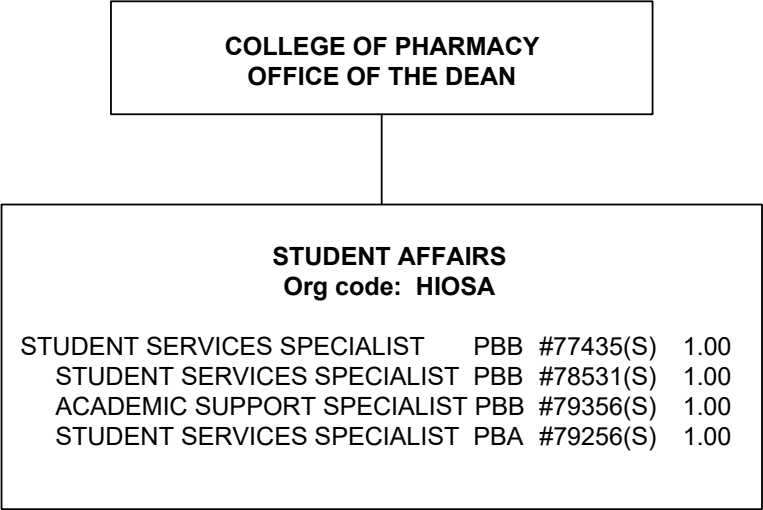 COLLEGE OF PHARMACY
OFFICE OF THE DEAN
STUDENT AFFAIRS
Org code: HIOSA
STUDENT SERVICES SPECIALIST PBB #77435(S) 1.00
STUDENT SERVICES SPECIALIST PBB #78531(S) 1.00
ACADEMIC SUPPORT SPECIALIST PBB #79356(S) 1.00
STUDENT SERVICES SPECIALIST PBA #79256(S) 1.00